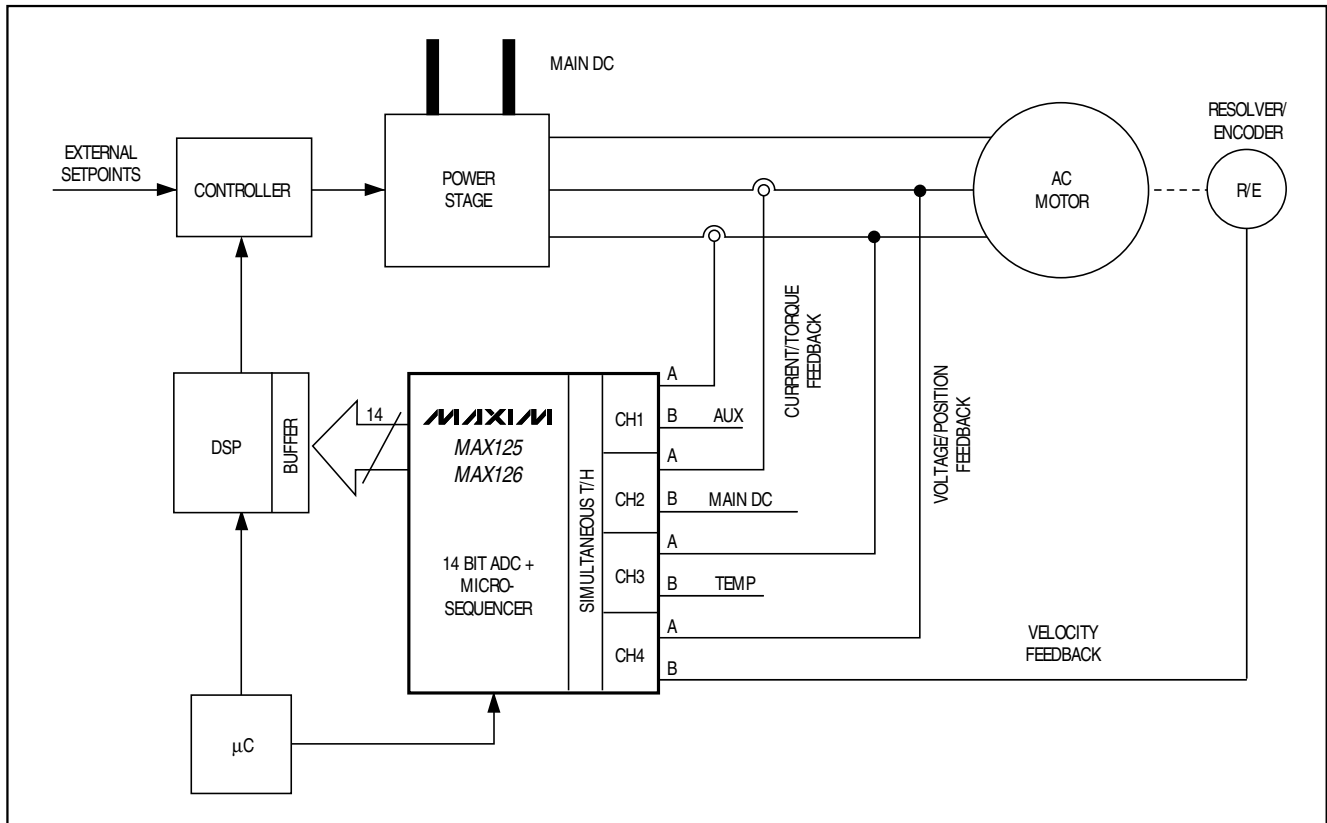 MAIN DC
EXTERNAL
SETPOINTS
CONTROLLER
POWER
STAGE
AC
MOTOR
RESOLVER/
ENCODER
R/E
CURRENT/TORQUE
FEEDBACK
VOLTAGE/POSITION
FEEDBACK
DSP
BUFFER
14
MAXIM
MAX125
MAX126
14 BIT ADC +
MICRO-
SEQUENCER
SIMULTANEOUS T/H
CH1
A
B
AUX
CH2
A
B
MAIN DC
CH3
A
B
TEMP
CH4
A
B
VELOCITY
FEEDBACK
µC